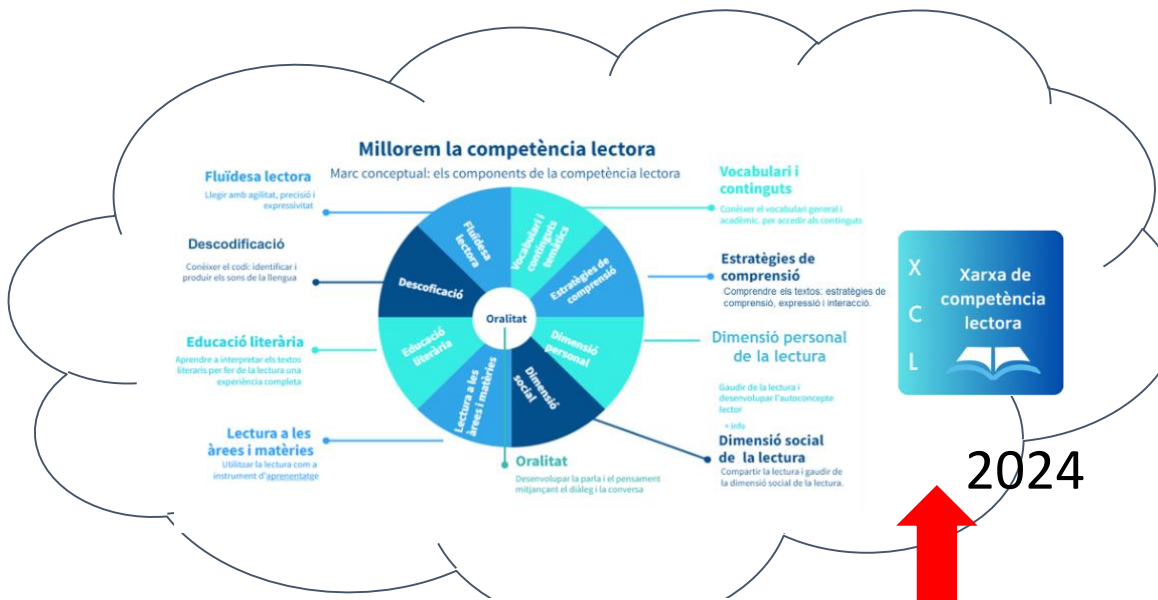 Millorem la competència lectora
Marc conceptual: els components de la competència lectora
Fluïdesa lectora
Llegir amb agilitat, precisió i
expressivitat
Descodificació
Conèixer el codi: identificar i
produir els sons de la llengua
Educació literària
Aprendre a interpretar els textos
literaris per fer de la lectura una
experiència completa
Lectura a les
àrees i matèries
Utilitzar la lectura com a
instrument d'aprenentatge
Fluïdesa
lectora
Vocabulari i
continguts
temàtics
Descoficació
Estratègies de
comprensió
Oralitat
Educació
literària
Dimensió
personal
Lectura a les
àrees i matèries
Dimensió
social
Oralitat
Desenvolupar la parla i el pensament
mitjançant el diàleg i la conversa
Vocabulari i
continguts
Conèixer el vocabulari general i
acadèmic, per accedir als continguts
Estratègies de
comprensió
Comprendre els textos: estratègies de
comprensió, expressió i interacció.
Dimensió personal
de la lectura
Gaudir de la lectura i
desenvolupar l'autoconcepte
lector
+ info
Dimensió social
de la lectura
Compartir la lectura i gaudir de
la dimensió social de la lectura.
X
C
L
Xarxa de
competència
lectora
2024